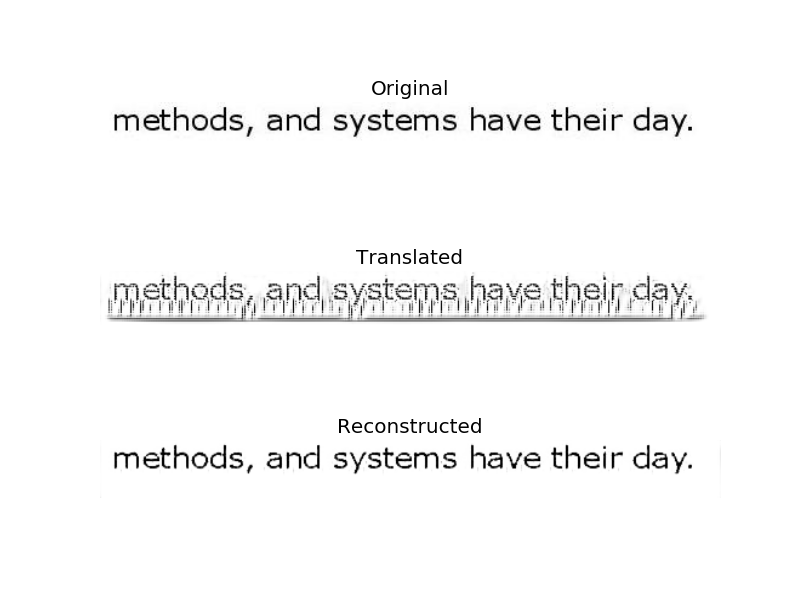 Original
methods, and systems have their day.
Translated
methods, and systems have their day.
Reconstructed
methods, and systems have their day.